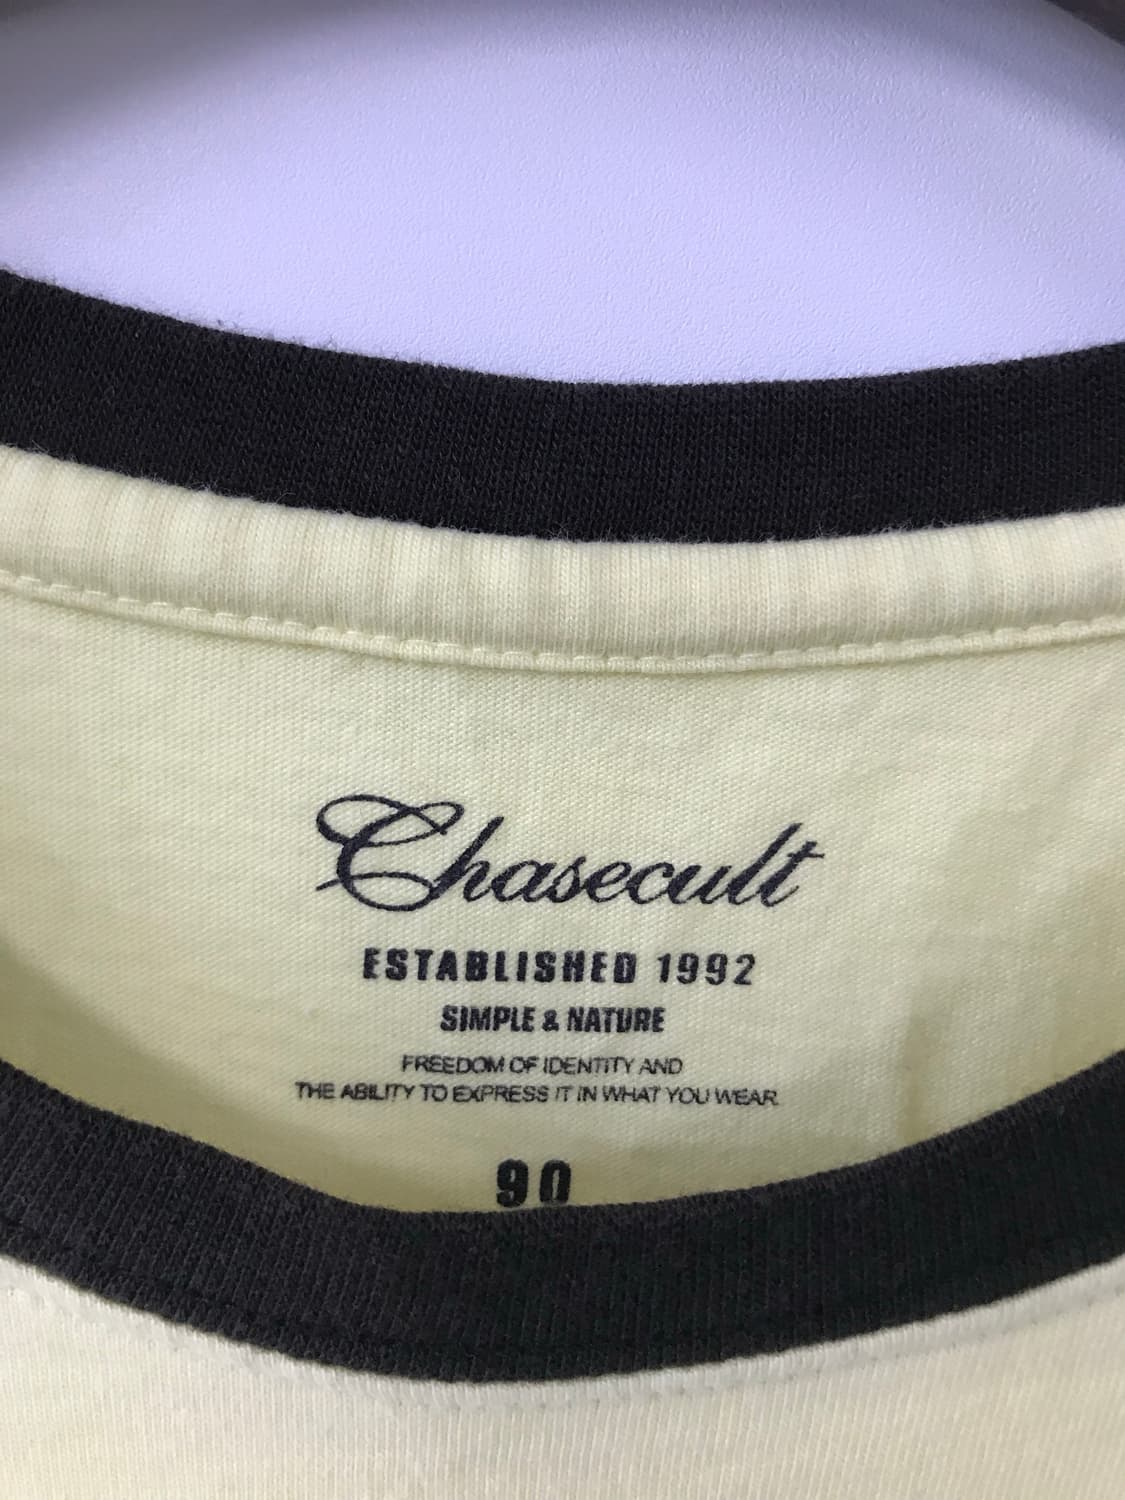 Chasecult
ESTABLISHED 1992
SIMPLE & NATURE
FREEDOM OF IDENTITY AND
THE ABILITY TO EXPRESS IT IN WHAT YOU WEAR
90